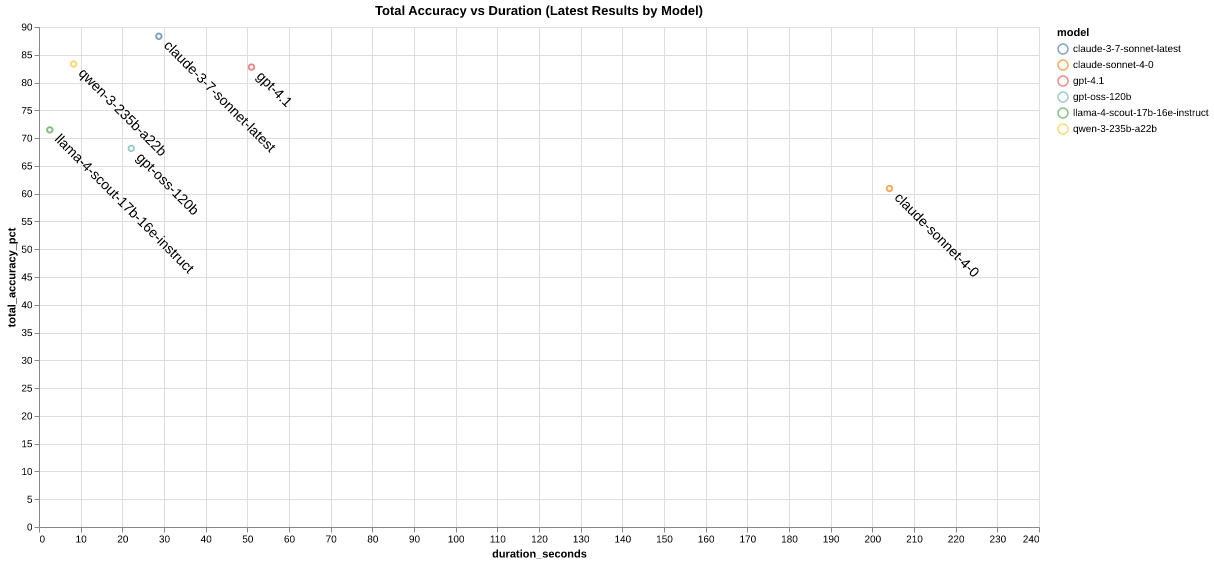 Total Accuracy vs Duration (Latest Results by Model)
total_accuracy_pct
90
85
80
75
70
65
60
55
50
45
40
35
30
25
20
15
10
5
0
claude-3-7-sonnet-latest
gpt-4.1
qwen-3-235b-a22b
llama-4-scout-17b-16e-instruct
gpt-oss-120b
claude-sonnet-4-0
0 10 20 30 40 50 60 70 80 90 100 110 120 130 140 150 160 170 180 190 200 210 220 230 240
duration_seconds
model
claude-3-7-sonnet-latest
claude-sonnet-4-0
gpt-4.1
gpt-oss-120b
llama-4-scout-17b-16e-instruct
qwen-3-235b-a22b